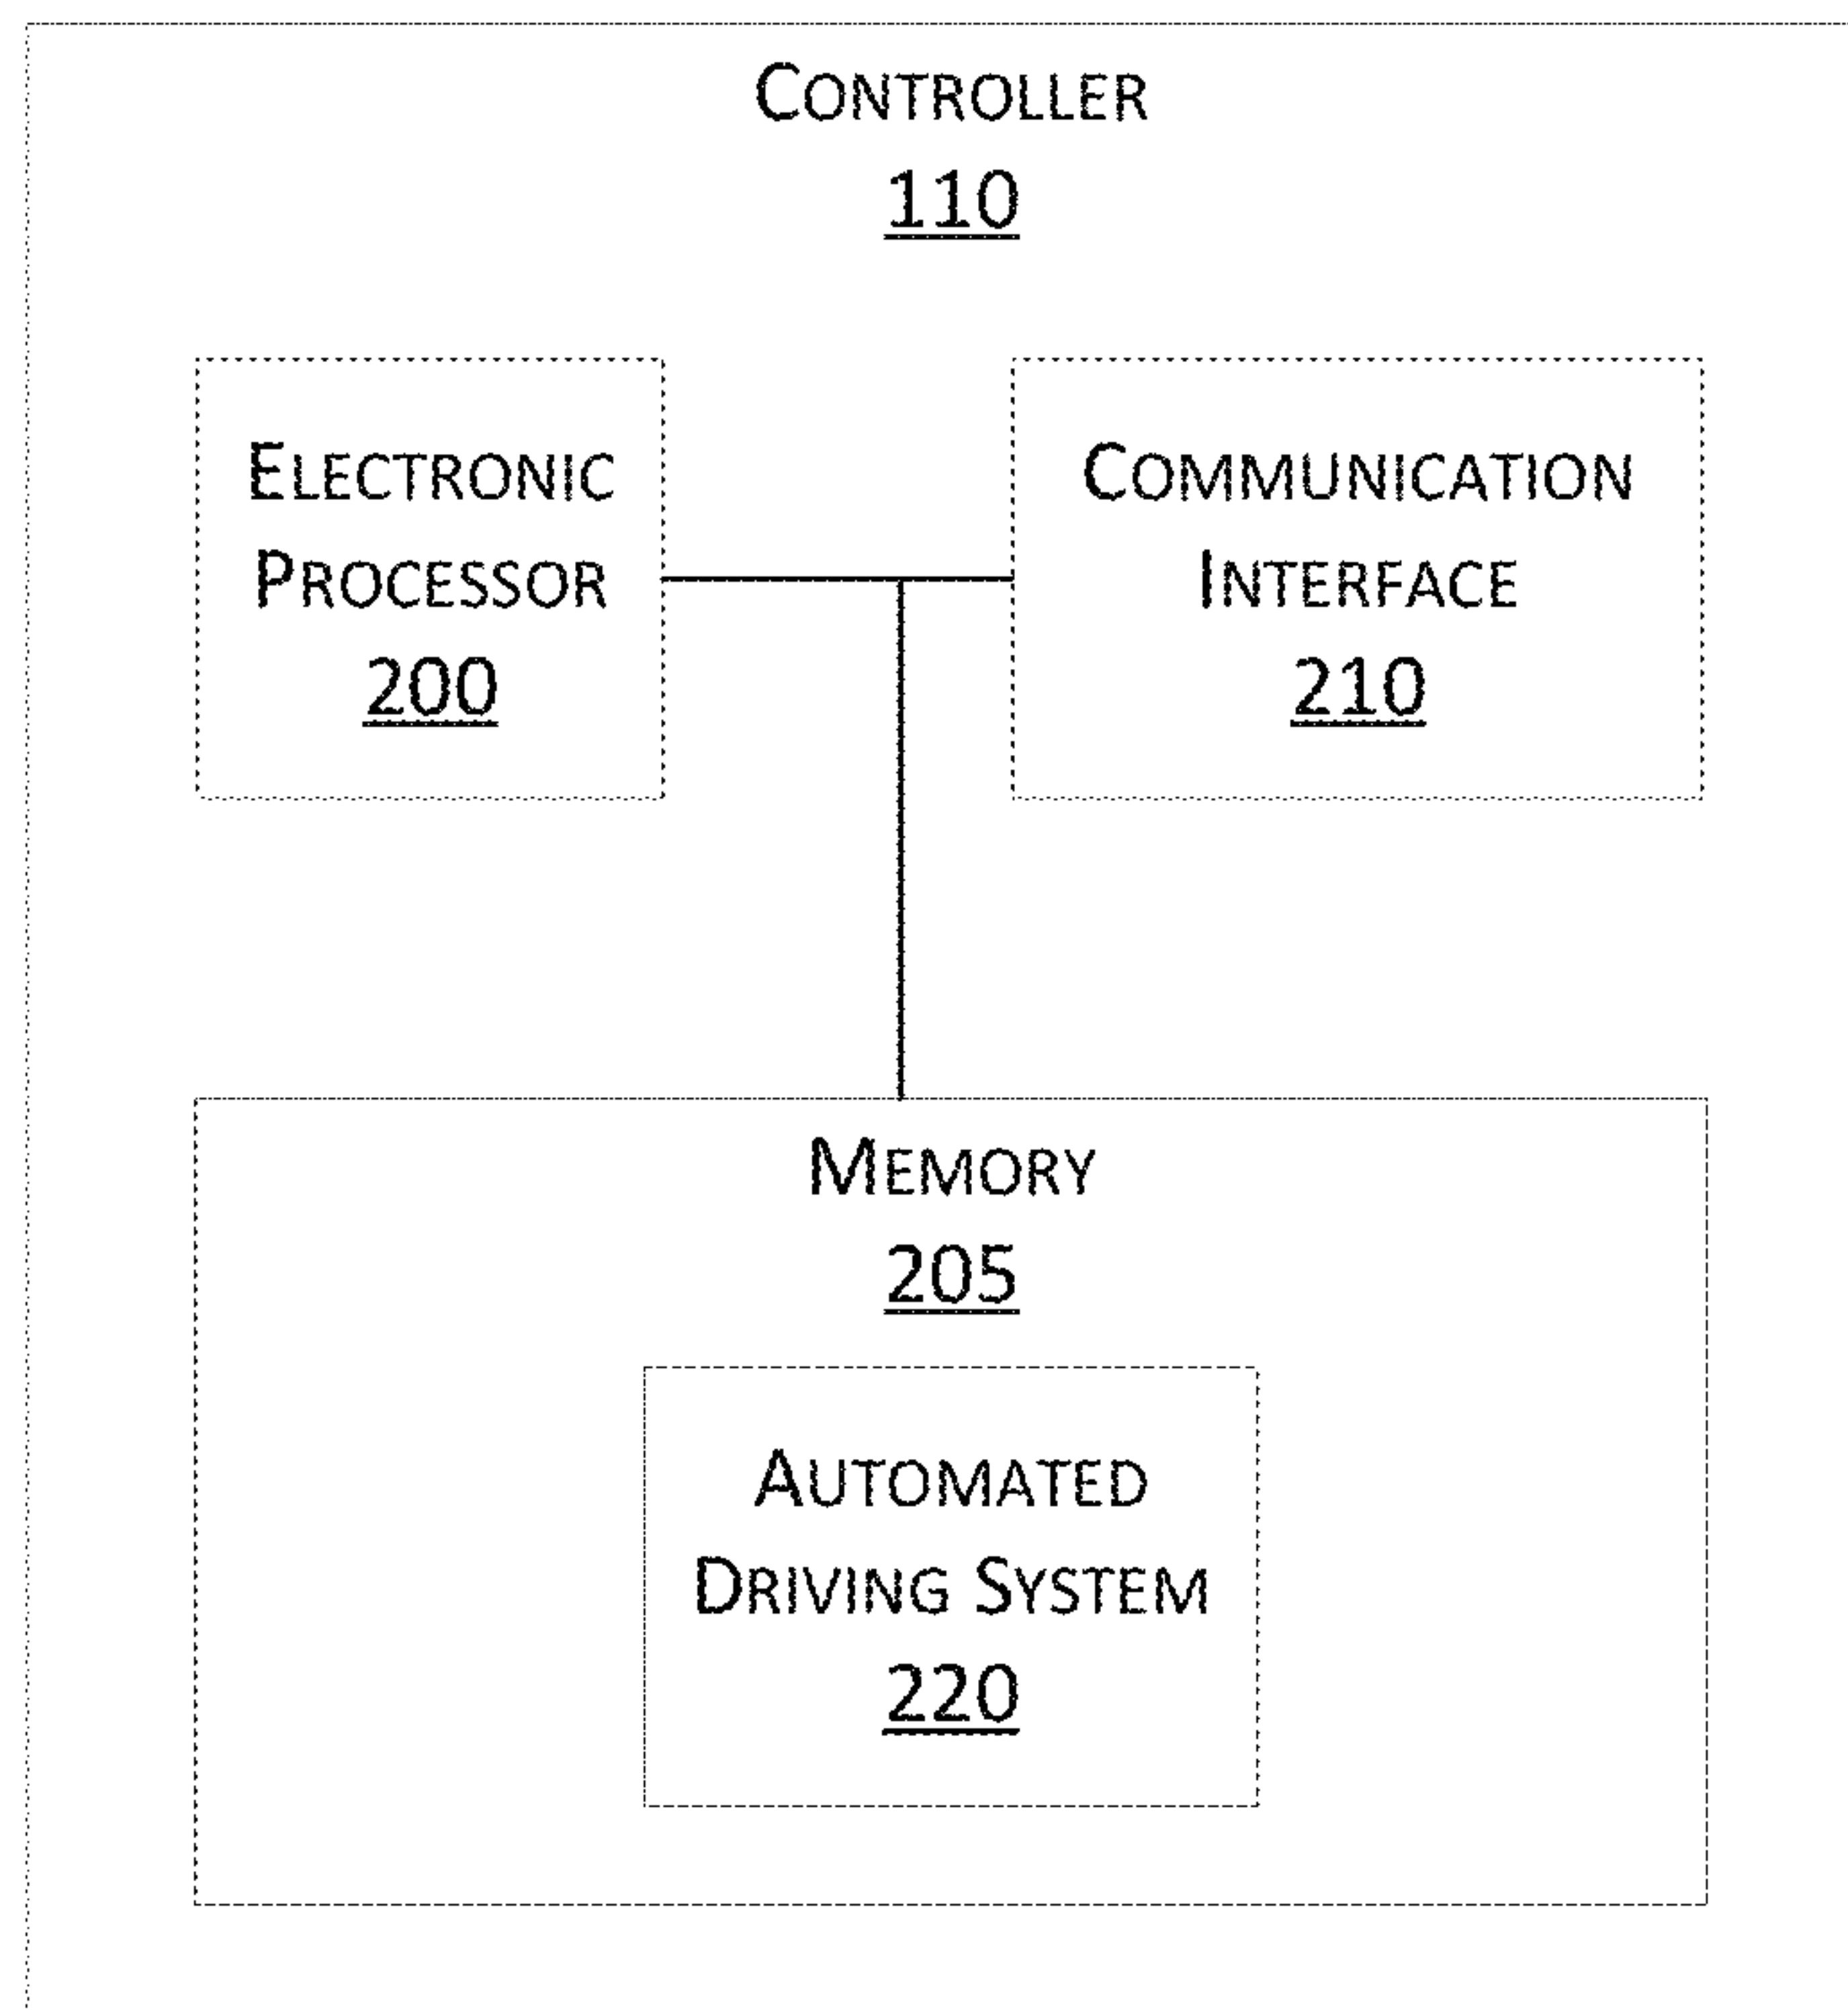 CONTROLLER
110
ELECTRONIC
PROCESSOR
200
COMMUNICATION
INTERFACE
210
MEMORY
205
AUTOMATED
DRIVING SYSTEM
220